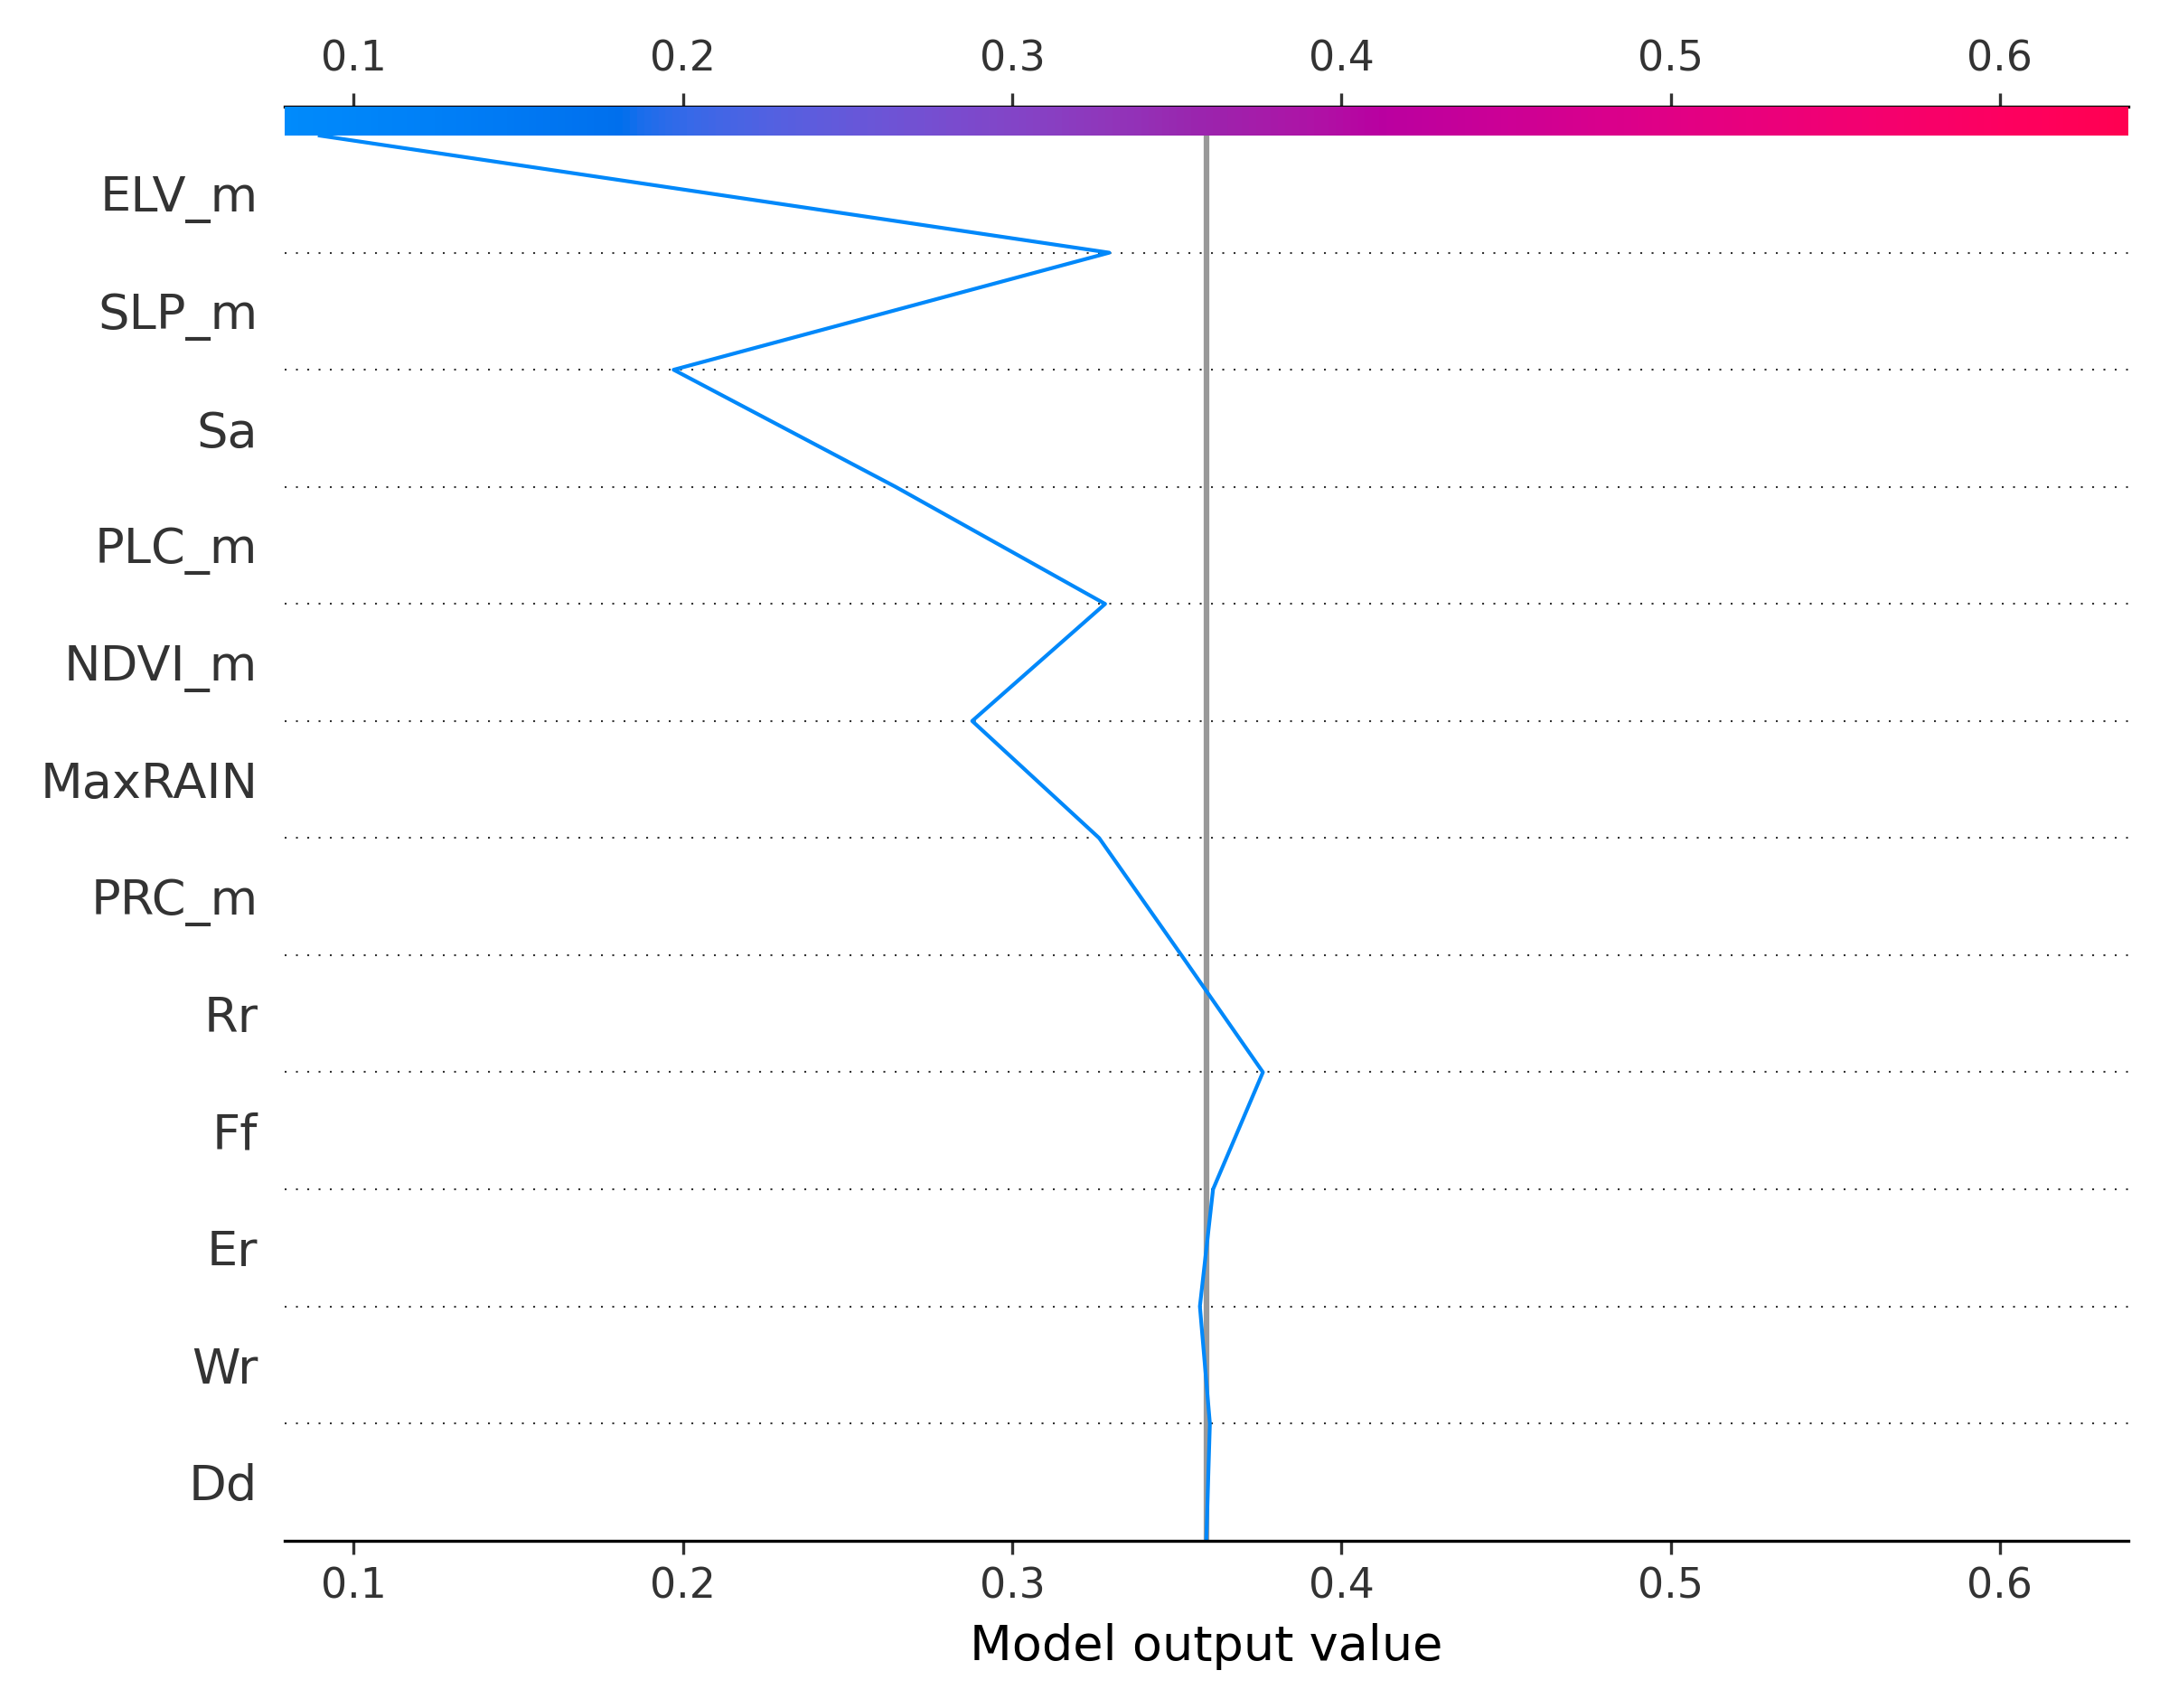 0.1 0.2 0.3 0.4 0.5 0.6
ELV_m
SLP_m
Sa
PLC_m
NDVI_m
MaxRAIN
PRC_m
Rr
Ff
Er
Wr
Dd
0.1 0.2 0.3 0.4 0.5 0.6
Model output value